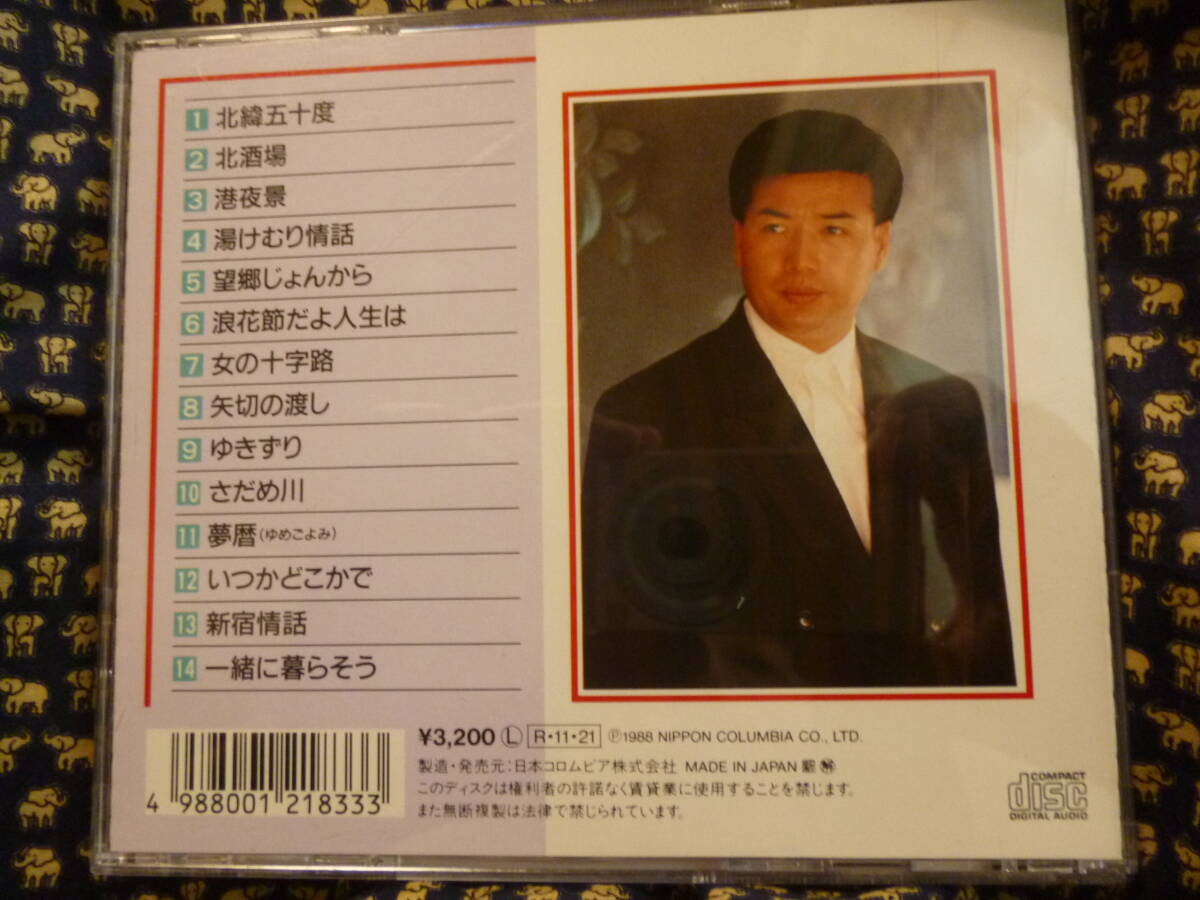 1 北緯五十度
2 北酒場
3 港夜景
4 湯けむり情話
5 望郷じょんから
6 浪花節だよ人生は
7 女の十字路
8 矢切の渡し
9 ゆきずり
10 さだめ川
11 夢暦(ゆめごよみ)
12 いつかどこかで
13 新宿情話
14 一緒に暮らそう
4 988001 218333
¥3,200 Ⓛ R・11・21 ℗1988 NIPPON COLUMBIA CO., LTD.
製造・発売元:日本コロムビア株式会社 MADE IN JAPAN
このディスクは権利者の許諾なく賃貸業に使用することを禁じます。
また無断複製は法律で禁じられています。
COMPACT
disc
DIGITAL AUDIO